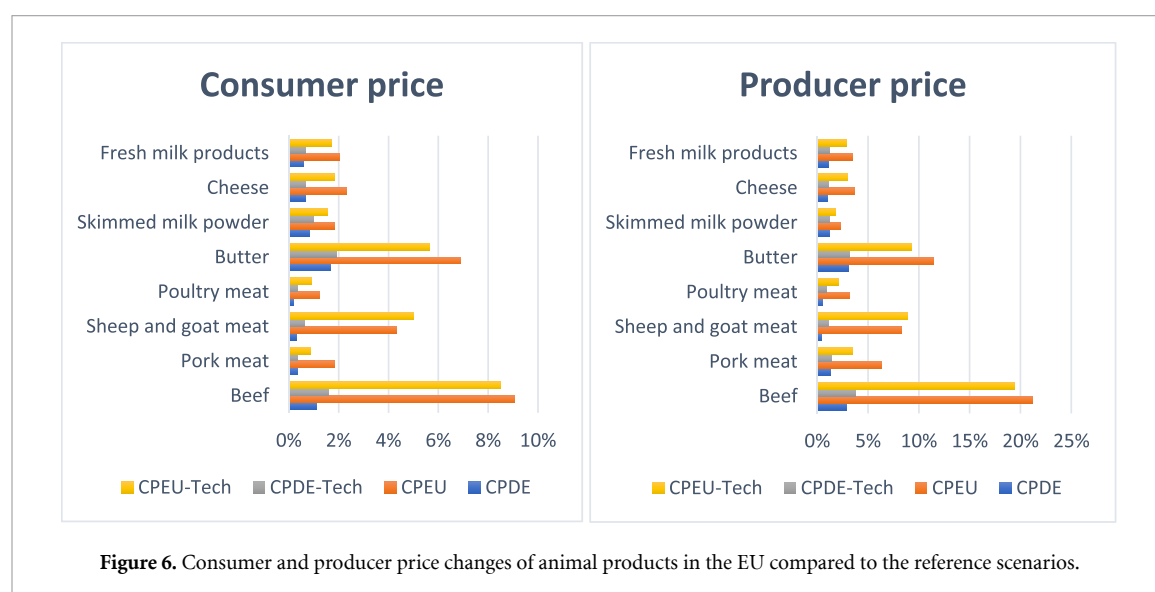 Consumer price
Fresh milk products
Cheese
Skimmed milk powder
Butter
Poultry meat
Sheep and goat meat
Pork meat
Beef
0% 2% 4% 6% 8% 10%
CPEU-Tech CPDE-Tech CPEU CPDE
Producer price
Fresh milk products
Cheese
Skimmed milk powder
Butter
Poultry meat
Sheep and goat meat
Pork meat
Beef
0% 5% 10% 15% 20% 25%
CPEU-Tech CPDE-Tech CPEU CPDE
Figure 6. Consumer and producer price changes of animal products in the EU compared to the reference scenarios.